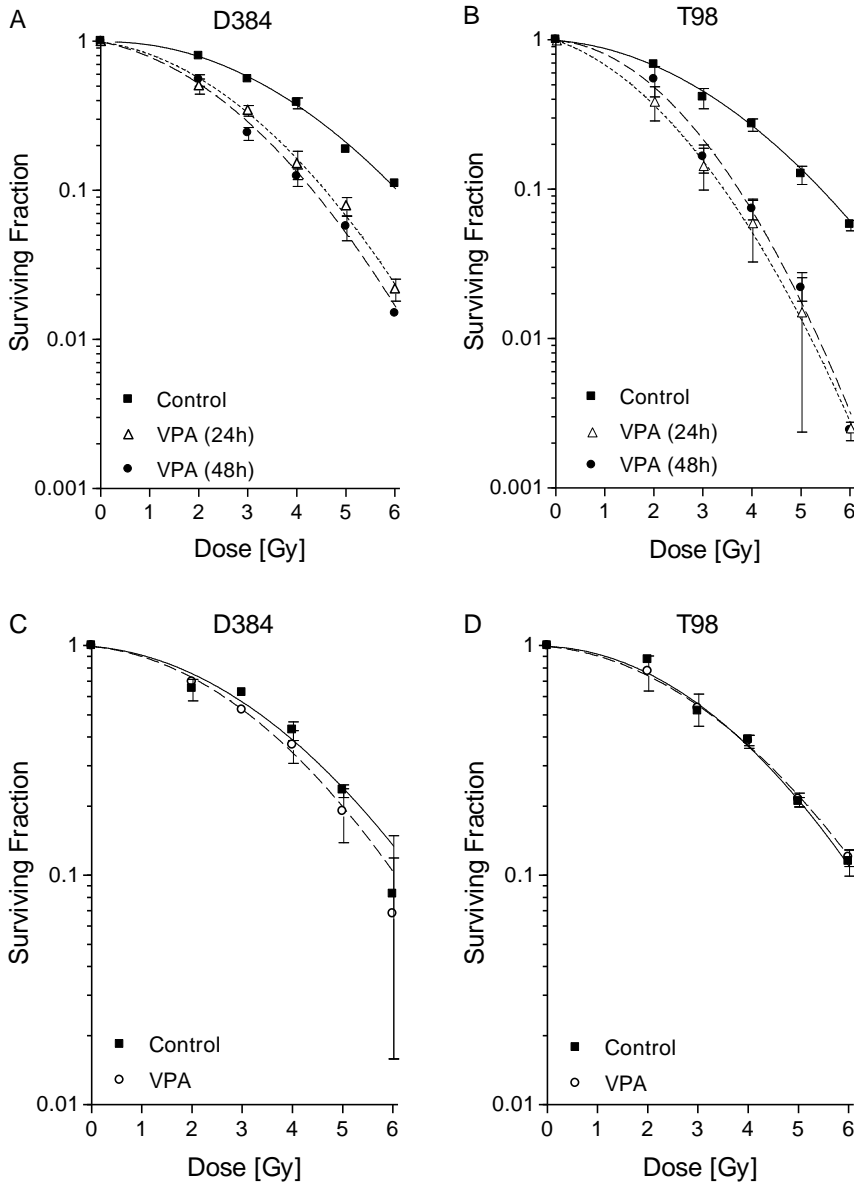 A
D384
1
0.1
0.01
0.001
Surviving Fraction
Control
VPA (24h)
VPA (48h)
0 1 2 3 4 5 6
Dose [Gy]
B
T98
1
0.1
0.01
0.001
Surviving Fraction
Control
VPA (24h)
VPA (48h)
0 1 2 3 4 5 6
Dose [Gy]
C
D384
1
0.1
0.01
Surviving Fraction
Control
VPA
0 1 2 3 4 5 6
Dose [Gy]
D
T98
1
0.1
0.01
Surviving Fraction
Control
VPA
0 1 2 3 4 5 6
Dose [Gy]